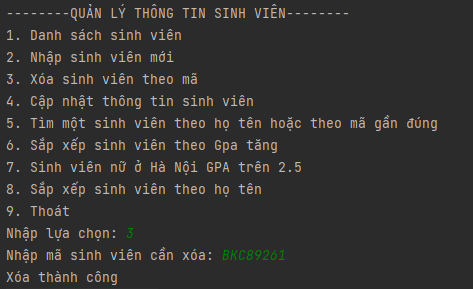 --------QUẢN LÝ THÔNG TIN SINH VIÊN--------
1. Danh sách sinh viên
2. Nhập sinh viên mới
3. Xóa sinh viên theo mã
4. Cập nhật thông tin sinh viên
5. Tìm một sinh viên theo họ tên hoặc theo mã gần đúng
6. Sắp xếp sinh viên theo Gpa tăng
7. Sinh viên nữ ở Hà Nội GPA trên 2.5
8. Sắp xếp sinh viên theo họ tên
9. Thoát
Nhập lựa chọn: 3
Nhập mã sinh viên cần xóa: BKC89261
Xóa thành công